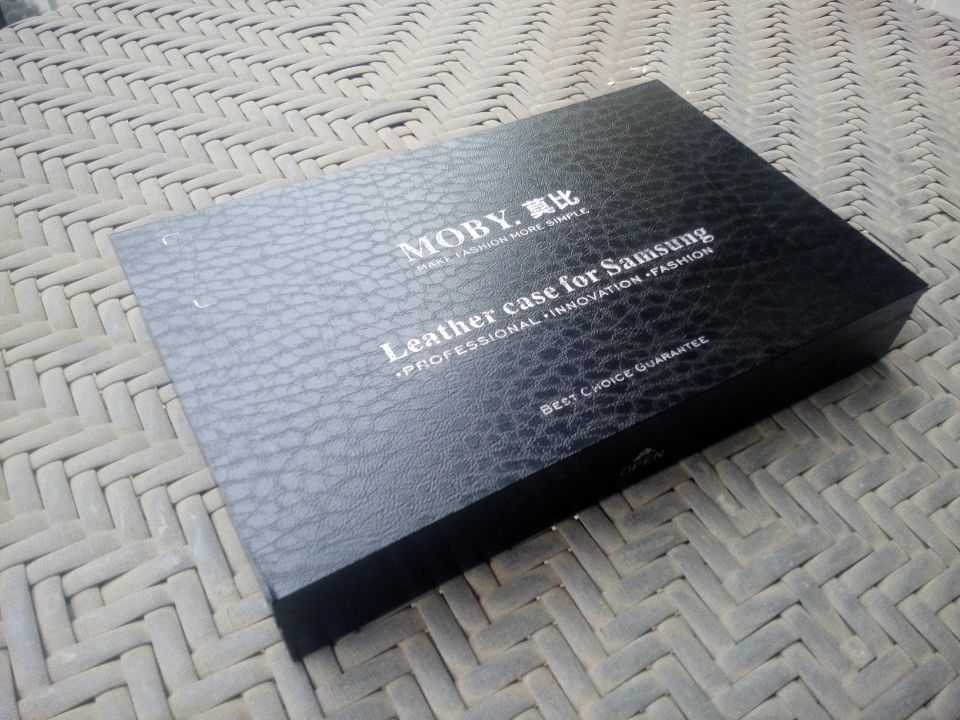 MOBY. 莫比
MAKE FASHION MORE SIMPLE
Leather case for Samsung
·PROFESSIONAL ·INNOVATION ·FASHION
BEST CHOICE GUARANTEE
OPEN